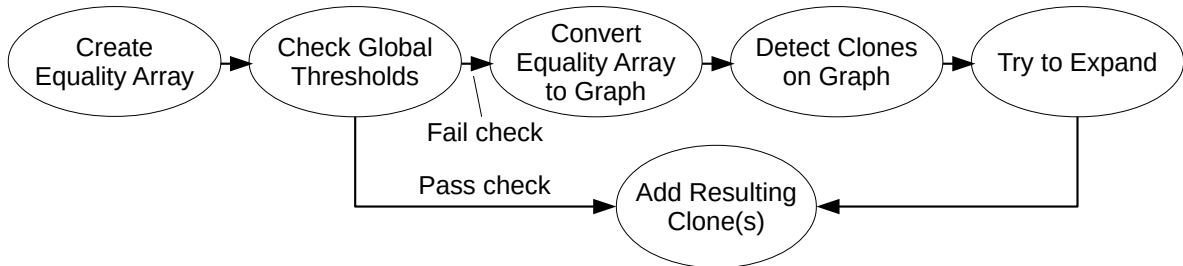 Create
Equality Array
Check Global
Thresholds
Convert
Equality Array
to Graph
Detect Clones
on Graph
Try to Expand
Fail check
Pass check
Add Resulting
Clone(s)